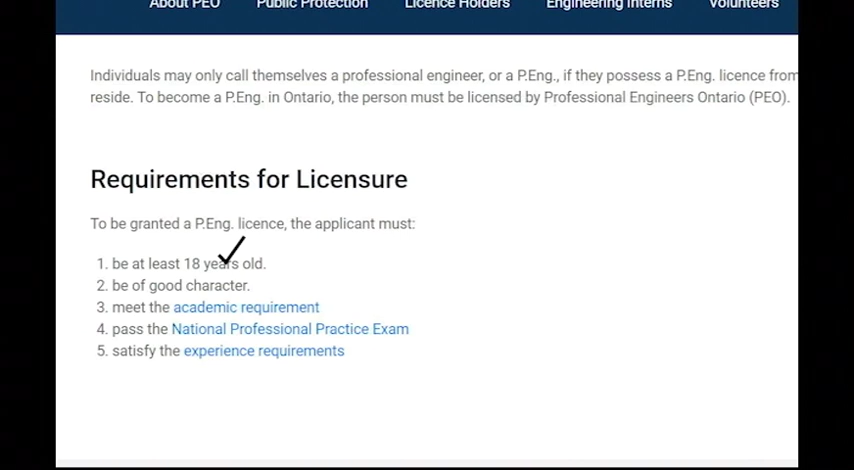 About PEO Public Protection Licence Holders Engineering Interns Volunteers
Individuals may only call themselves a professional engineer, or a P.Eng., if they possess a P.Eng. licence from
reside. To become a P.Eng. in Ontario, the person must be licensed by Professional Engineers Ontario (PEO).
Requirements for Licensure
To be granted a P.Eng. licence, the applicant must:
1. be at least 18 years old.
2. be of good character.
3. meet the academic requirement
4. pass the National Professional Practice Exam
5. satisfy the experience requirements